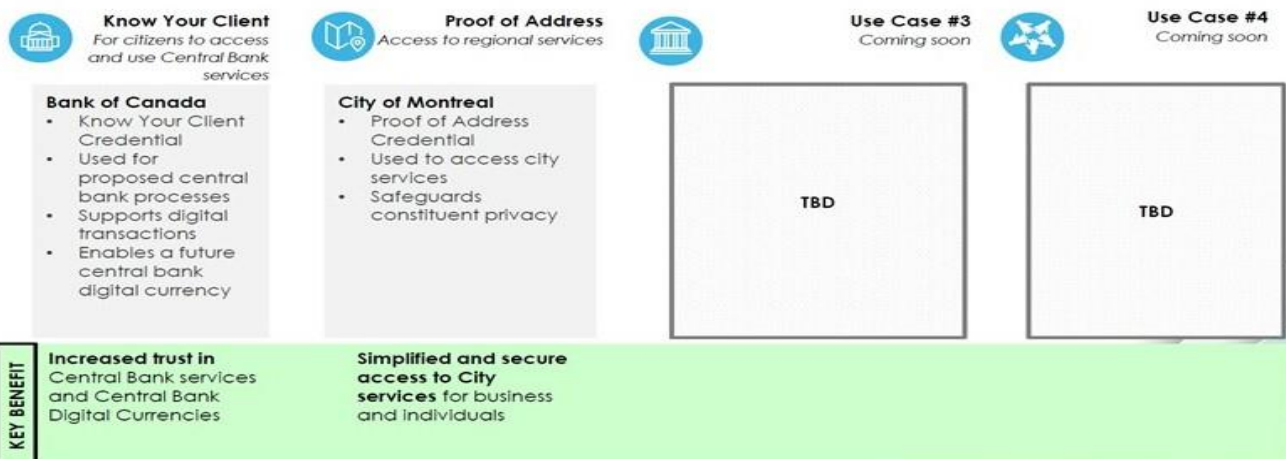 Know Your Client
For citizens to access
and use Central Bank
services
Bank of Canada
• Know Your Client
Credential
• Used for
proposed central
bank processes
• Supports digital
transactions
• Enables a future
central bank
digital currency
Proof of Address
Access to regional services
City of Montreal
• Proof of Address
Credential
• Used to access city
services
• Safeguards
constituent privacy
Use Case #3
Coming soon
TBD
Use Case #4
Coming soon
TBD
KEY BENEFIT
Increased trust in
Central Bank services
and Central Bank
Digital Currencies
Simplified and secure
access to City
services for business
and individuals